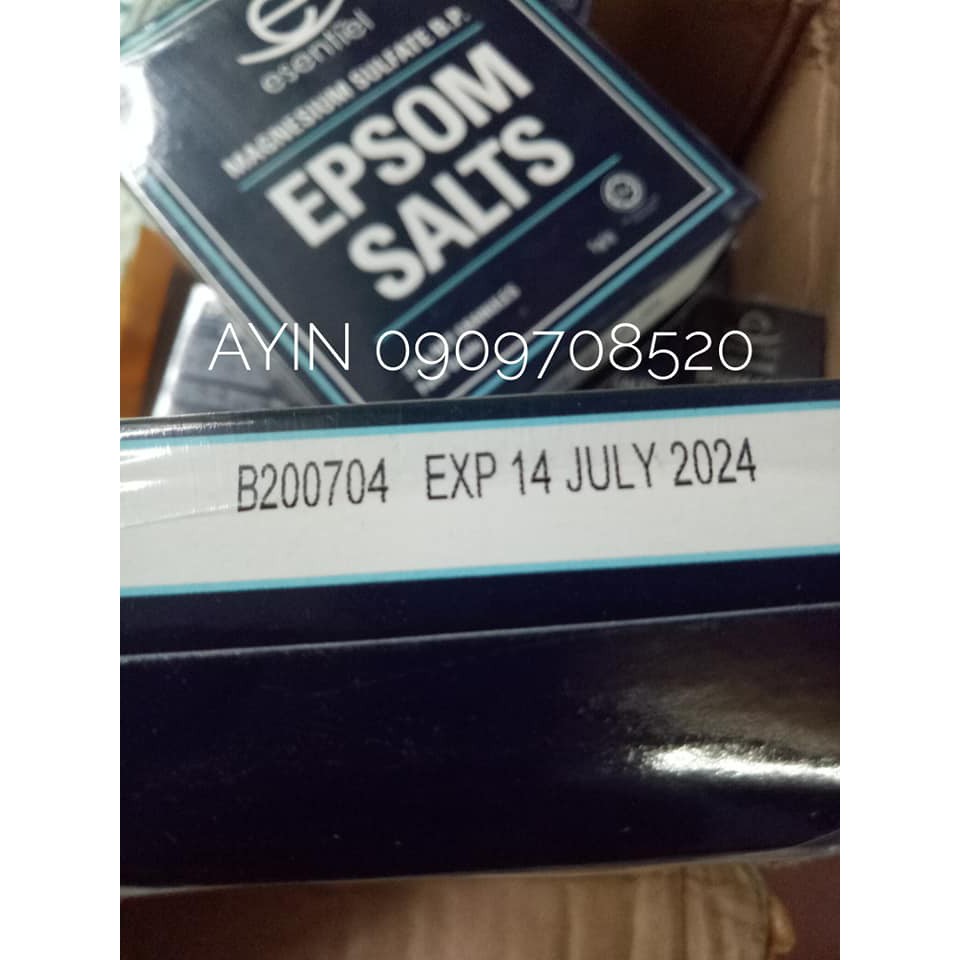 esentiel
MAGNESIUM SULFATE B.P.
EPSOM
SALTS
AYIN 0909708520
B200704 EXP 14 JULY 2024